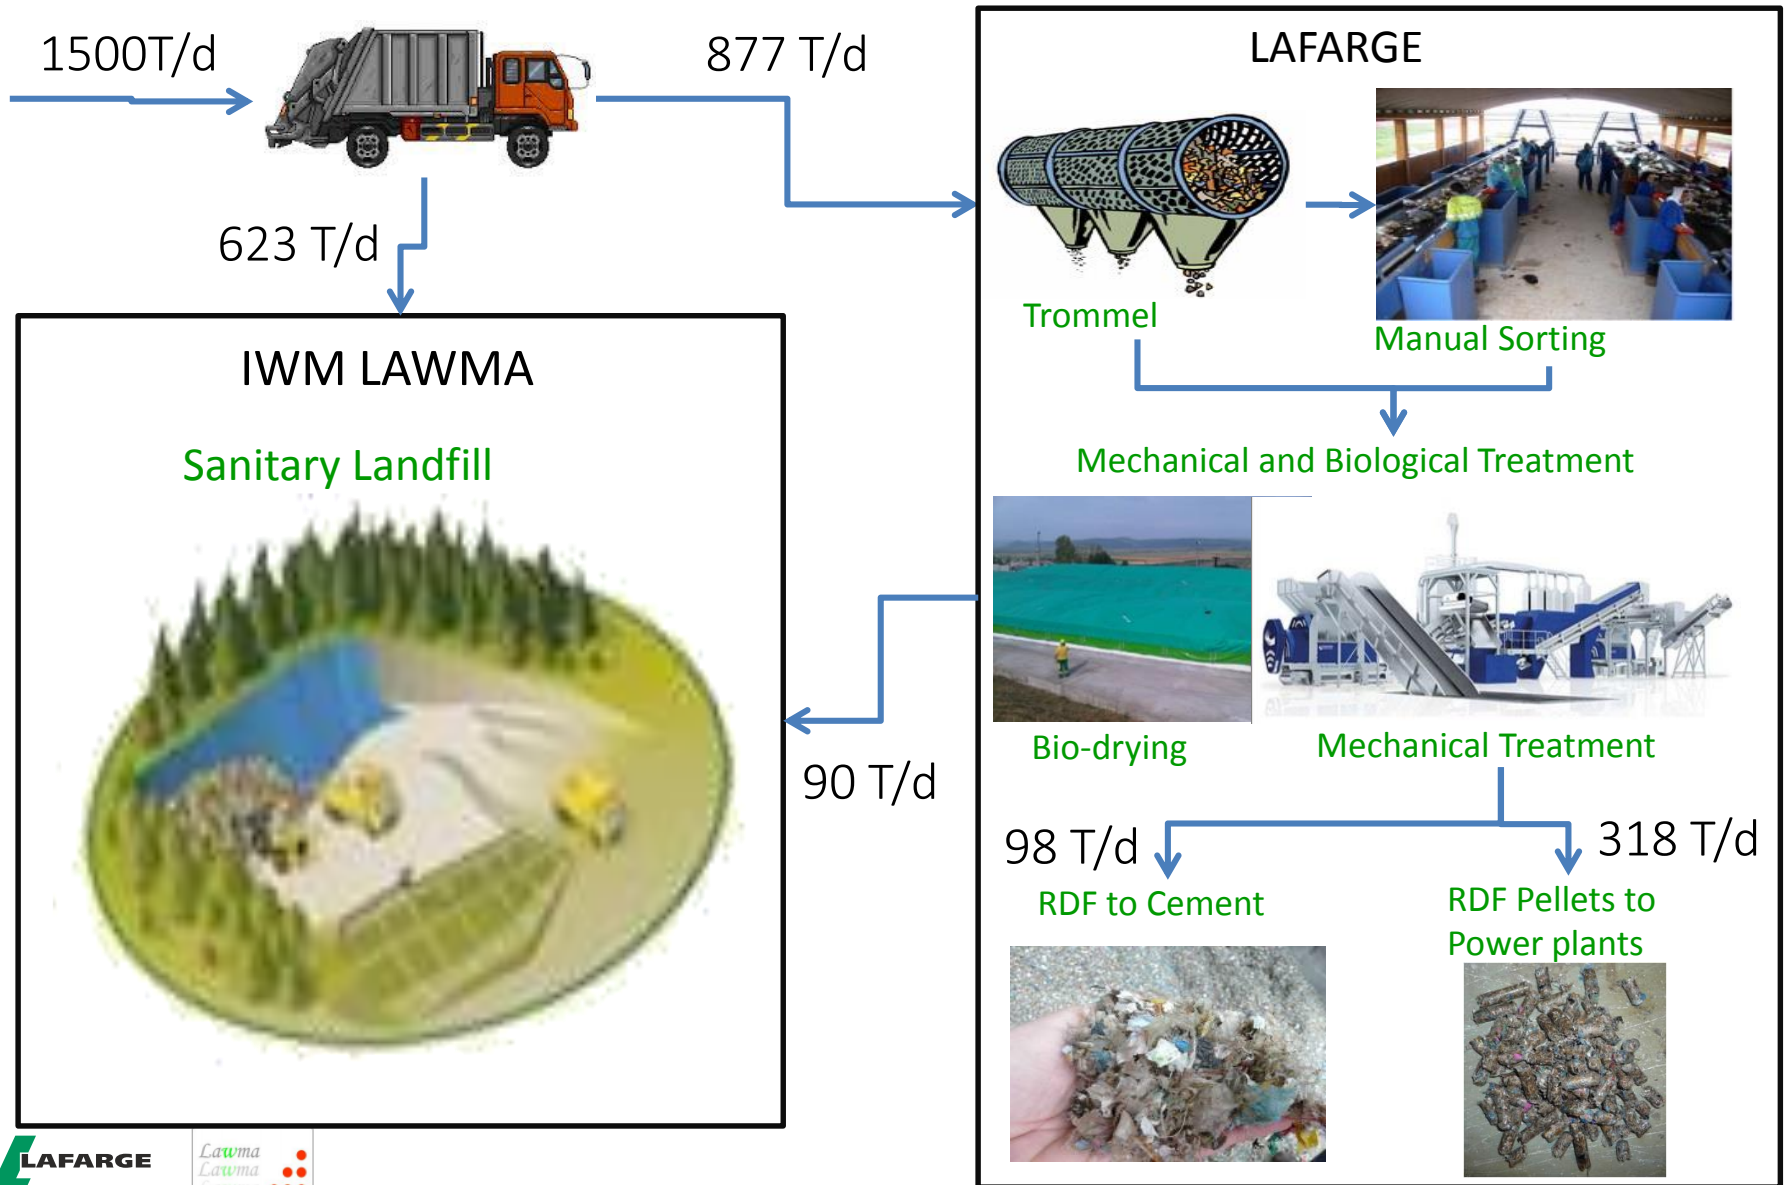 1500T/d
877 T/d
LAFARGE
623 T/d
Trommel
Manual Sorting
IWM LAWMA
Sanitary Landfill
Mechanical and Biological Treatment
Bio-drying
Mechanical Treatment
90 T/d
98 T/d
318 T/d
RDF to Cement
RDF Pellets to
Power plants
LAFARGE
Lawma
Lawma